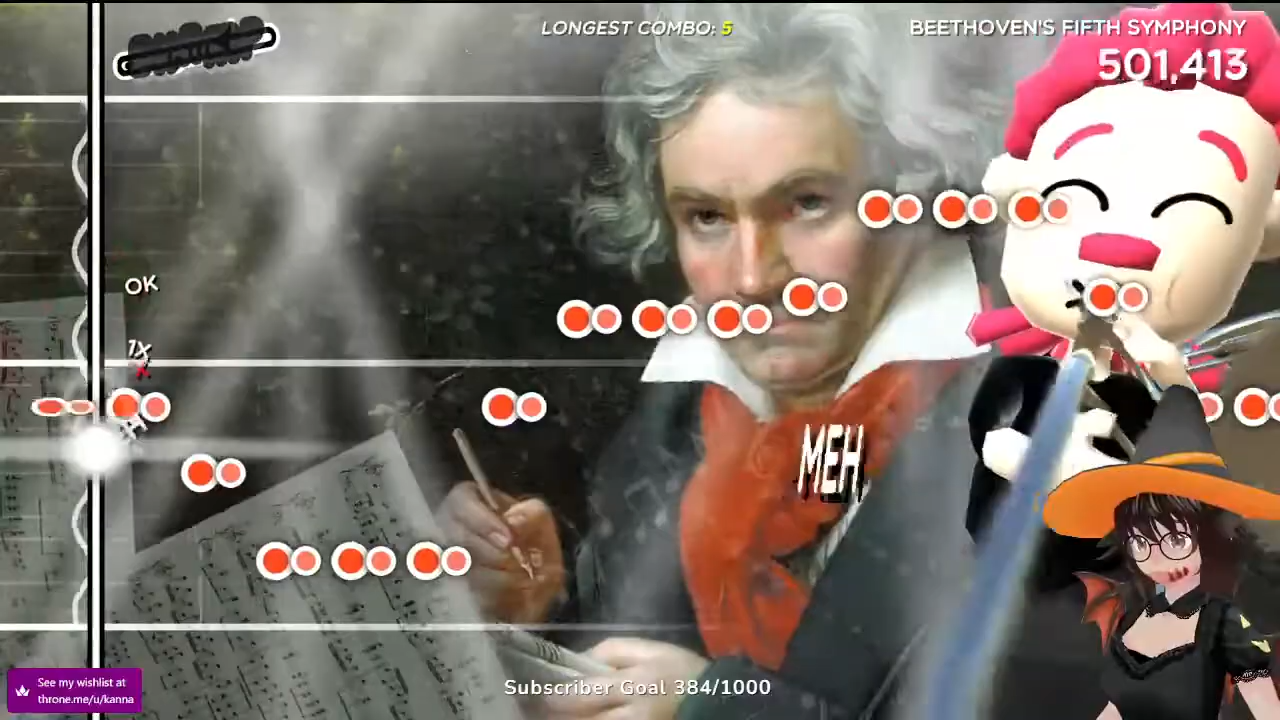 LONGEST COMBO: 5
BEETHOVEN'S FIFTH SYMPHONY
501,413
OK
1X
MEH
See my wishlist at
throne.me/u/kanna
Subscriber Goal 384/1000